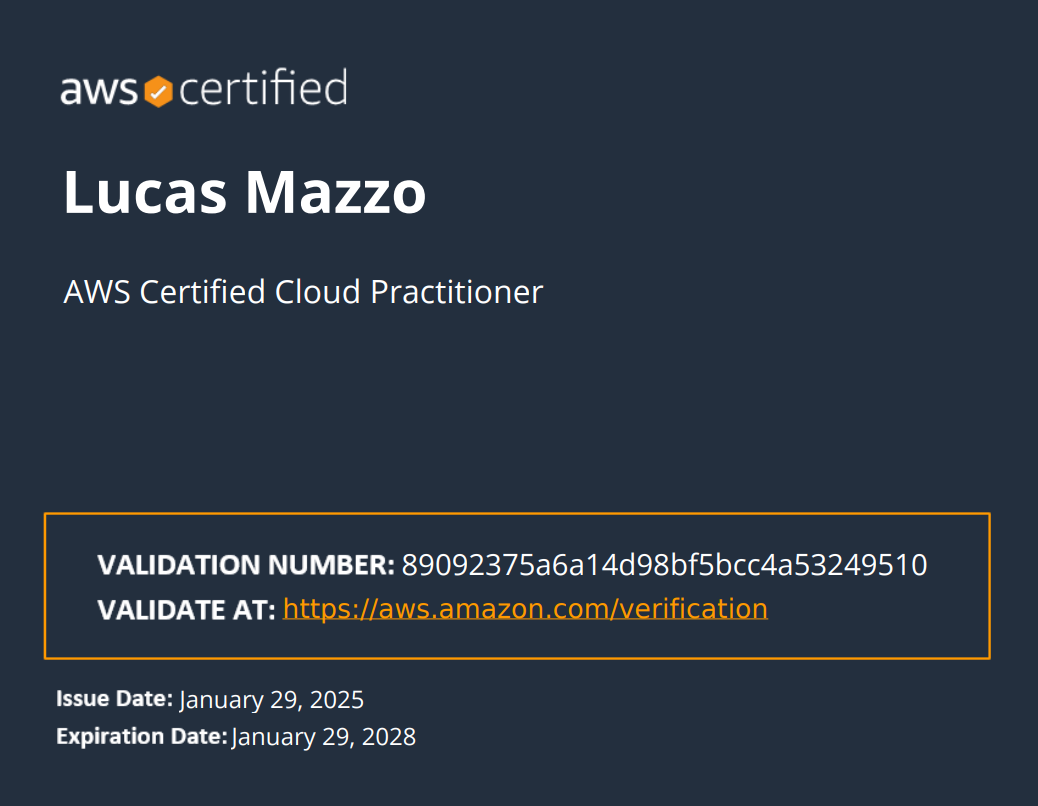 aws certified
Lucas Mazzo
AWS Certified Cloud Practitioner
VALIDATION NUMBER: 89092375a6a14d98bf5bcc4a53249510
VALIDATE AT: https://aws.amazon.com/verification
Issue Date: January 29, 2025
Expiration Date: January 29, 2028